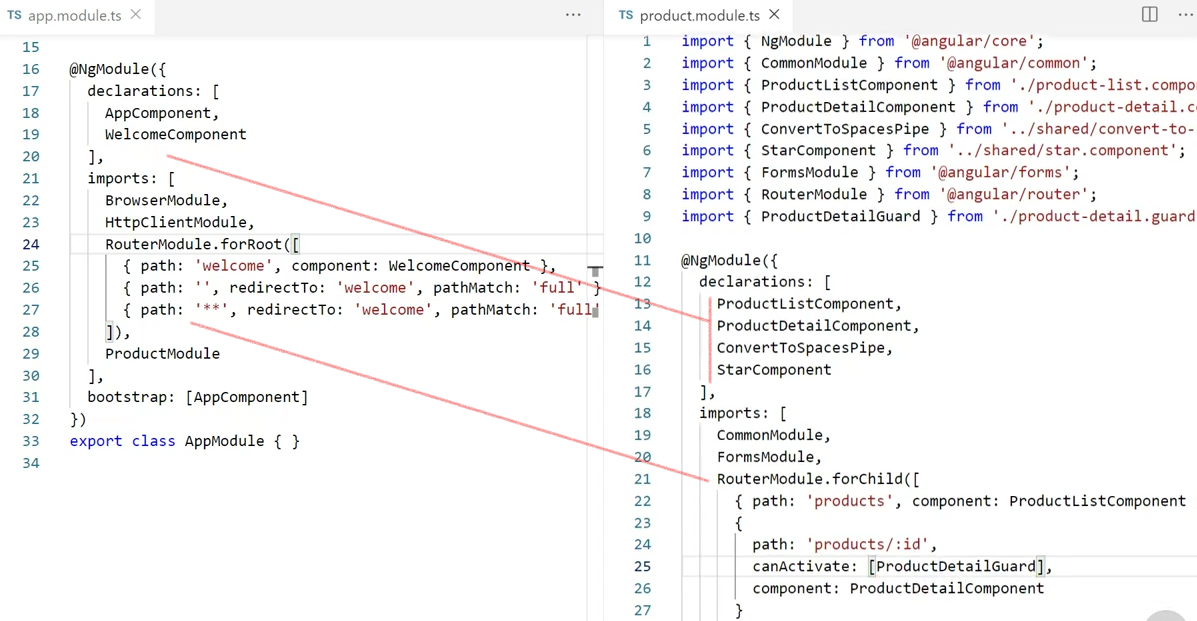 TS app.module.ts
15
16 @NgModule({
17 declarations: [
18 AppComponent,
19 WelcomeComponent
20 ],
21 imports: [
22 BrowserModule,
23 HttpClientModule,
24 RouterModule.forRoot([
25 { path: 'welcome', component: WelcomeComponent },
26 { path: '', redirectTo: 'welcome', pathMatch: 'full' }
27 { path: '**', redirectTo: 'welcome', pathMatch: 'full'
28 ]),
29 ProductModule
30 ],
31 bootstrap: [AppComponent]
32 })
33 export class AppModule { }
34
TS product.module.ts
1 import { NgModule } from '@angular/core';
2 import { CommonModule } from '@angular/common';
3 import { ProductListComponent } from './product-list.compo
4 import { ProductDetailComponent } from './product-detail.c
5 import { ConvertToSpacesPipe } from '../shared/convert-to-
6 import { StarComponent } from '../shared/star.component';
7 import { FormsModule } from '@angular/forms';
8 import { RouterModule } from '@angular/router';
9 import { ProductDetailGuard } from './product-detail.guard
10
11 @NgModule({
12 declarations: [
13 ProductListComponent,
14 ProductDetailComponent,
15 ConvertToSpacesPipe,
16 StarComponent
17 ],
18 imports: [
19 CommonModule,
20 FormsModule,
21 RouterModule.forChild([
22 { path: 'products', component: ProductListComponent
23 {
24 path: 'products/:id',
25 canActivate: [ProductDetailGuard],
26 component: ProductDetailComponent
27 }